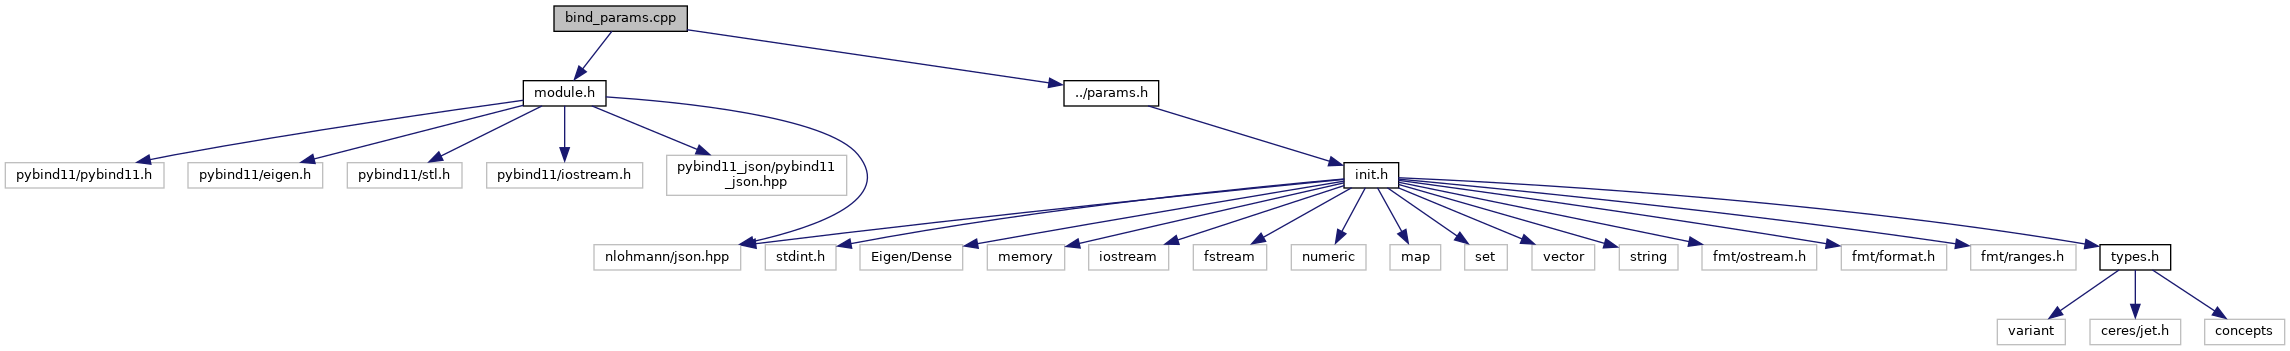 bind_params.cpp
module.h
../params.h
pybind11/pybind11.h
pybind11/eigen.h
pybind11/stl.h
pybind11/iostream.h
pybind11_json/pybind11
_json.hpp
init.h
nlohmann/json.hpp
stdint.h
Eigen/Dense
memory
iostream
fstream
numeric
map
set
vector
string
fmt/ostream.h
fmt/format.h
fmt/ranges.h
types.h
variant
ceres/jet.h
concepts